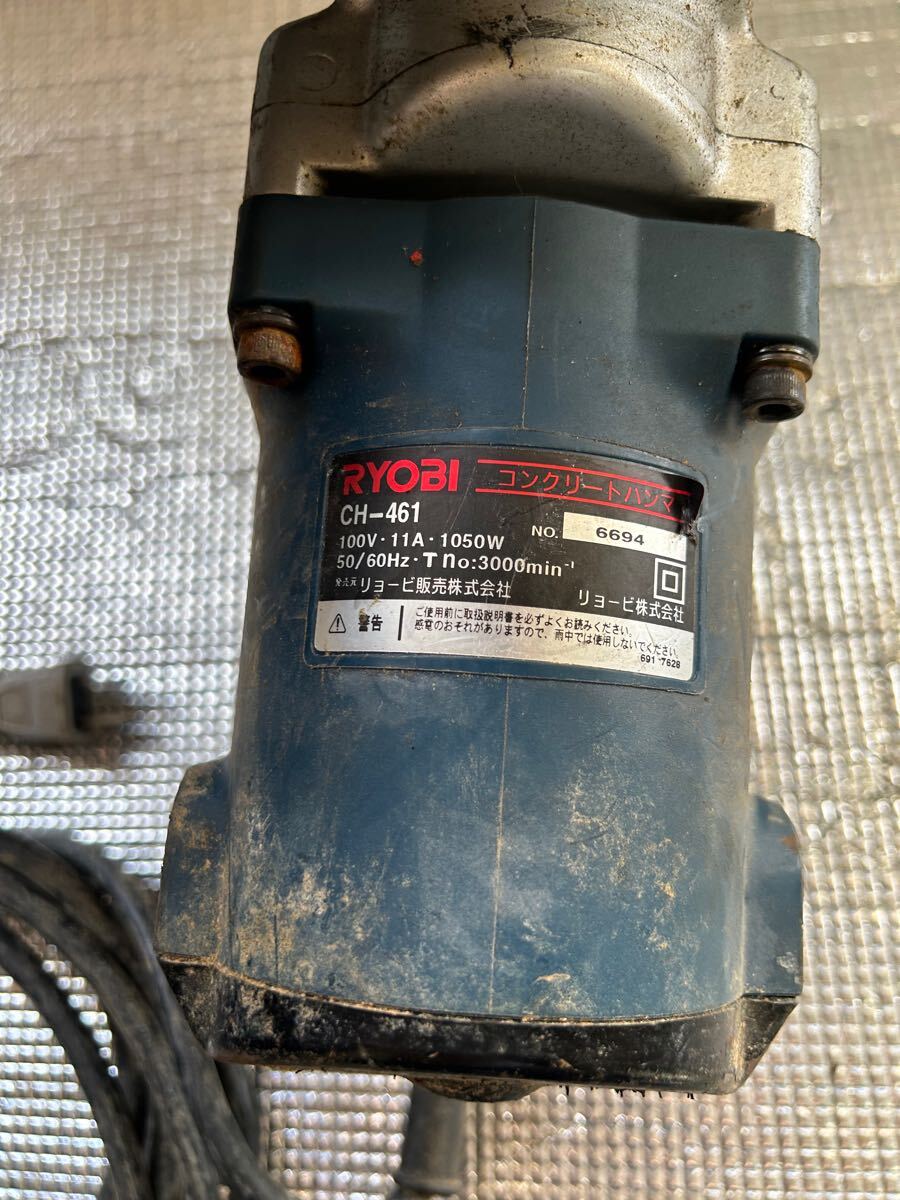 RYOBI コンクリートハンマ
CH-461
NO. 6694
100V・11A・1050W
50/60Hz・T no:3000min⁻¹
発売元 リョービ販売株式会社 リョービ株式会社
⚠ 警告 ご使用前に取扱説明書を必ずよくお読みください。
感電のおそれがありますので、雨中では使用しないでください。
691 7628